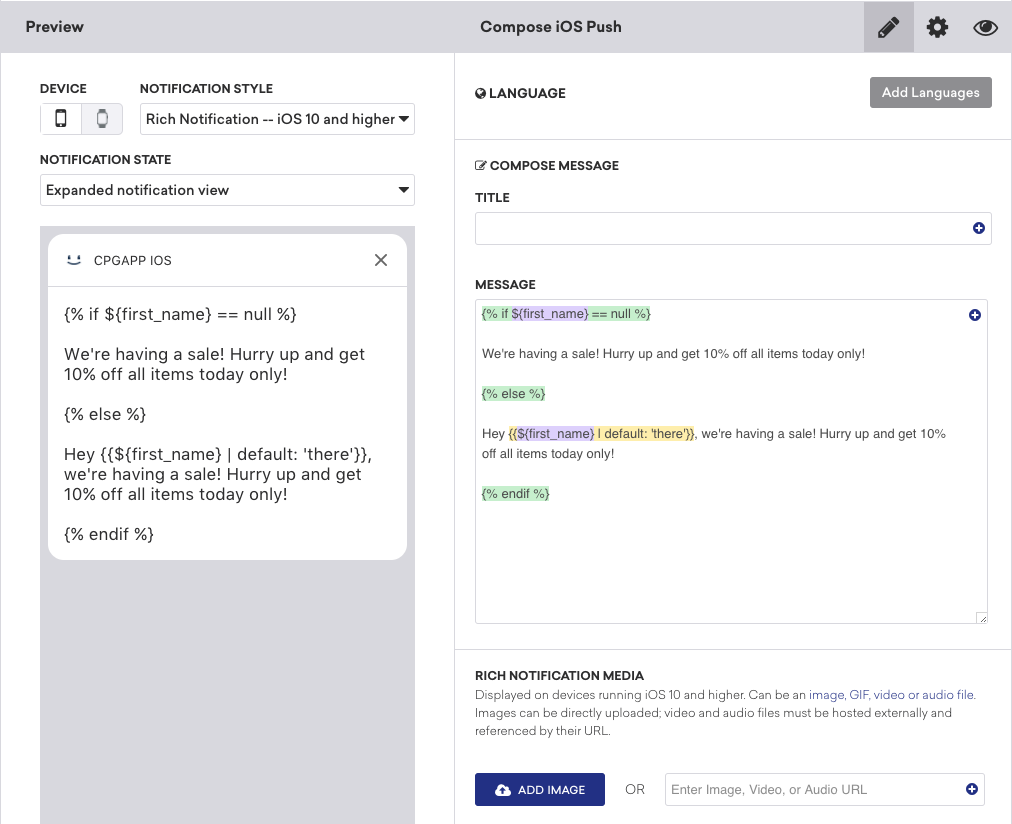 Preview
Compose iOS Push
DEVICE
NOTIFICATION STYLE
Rich Notification -- iOS 10 and higher
NOTIFICATION STATE
Expanded notification view
CPGAPP IOS
{% if ${first_name} == null %}
We're having a sale! Hurry up and get
10% off all items today only!
{% else %}
Hey {{${first_name} | default: 'there'}},
we're having a sale! Hurry up and get
10% off all items today only!
{% endif %}
LANGUAGE
Add Languages
COMPOSE MESSAGE
TITLE
MESSAGE
{% if ${first_name} == null %}
We're having a sale! Hurry up and get 10% off all items today only!
{% else %}
Hey {{${first_name} | default: 'there'}}, we're having a sale! Hurry up and get 10%
off all items today only!
{% endif %}
RICH NOTIFICATION MEDIA
Displayed on devices running iOS 10 and higher. Can be an image, GIF, video or audio file.
Images can be directly uploaded; video and audio files must be hosted externally and
referenced by their URL.
ADD IMAGE
OR
Enter Image, Video, or Audio URL